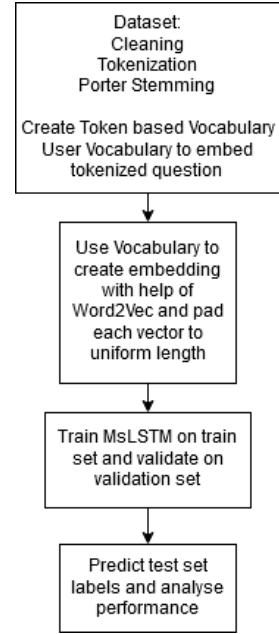 Dataset:
Cleaning
Tokenization
Porter Stemming
Create Token based Vocabulary
User Vocabulary to embed
tokenized question
Use Vocabulary to
create embedding
with help of
Word2Vec and pad
each vector to
uniform length
Train MsLSTM on train
set and validate on
validation set
Predict test set
labels and analyse
performance